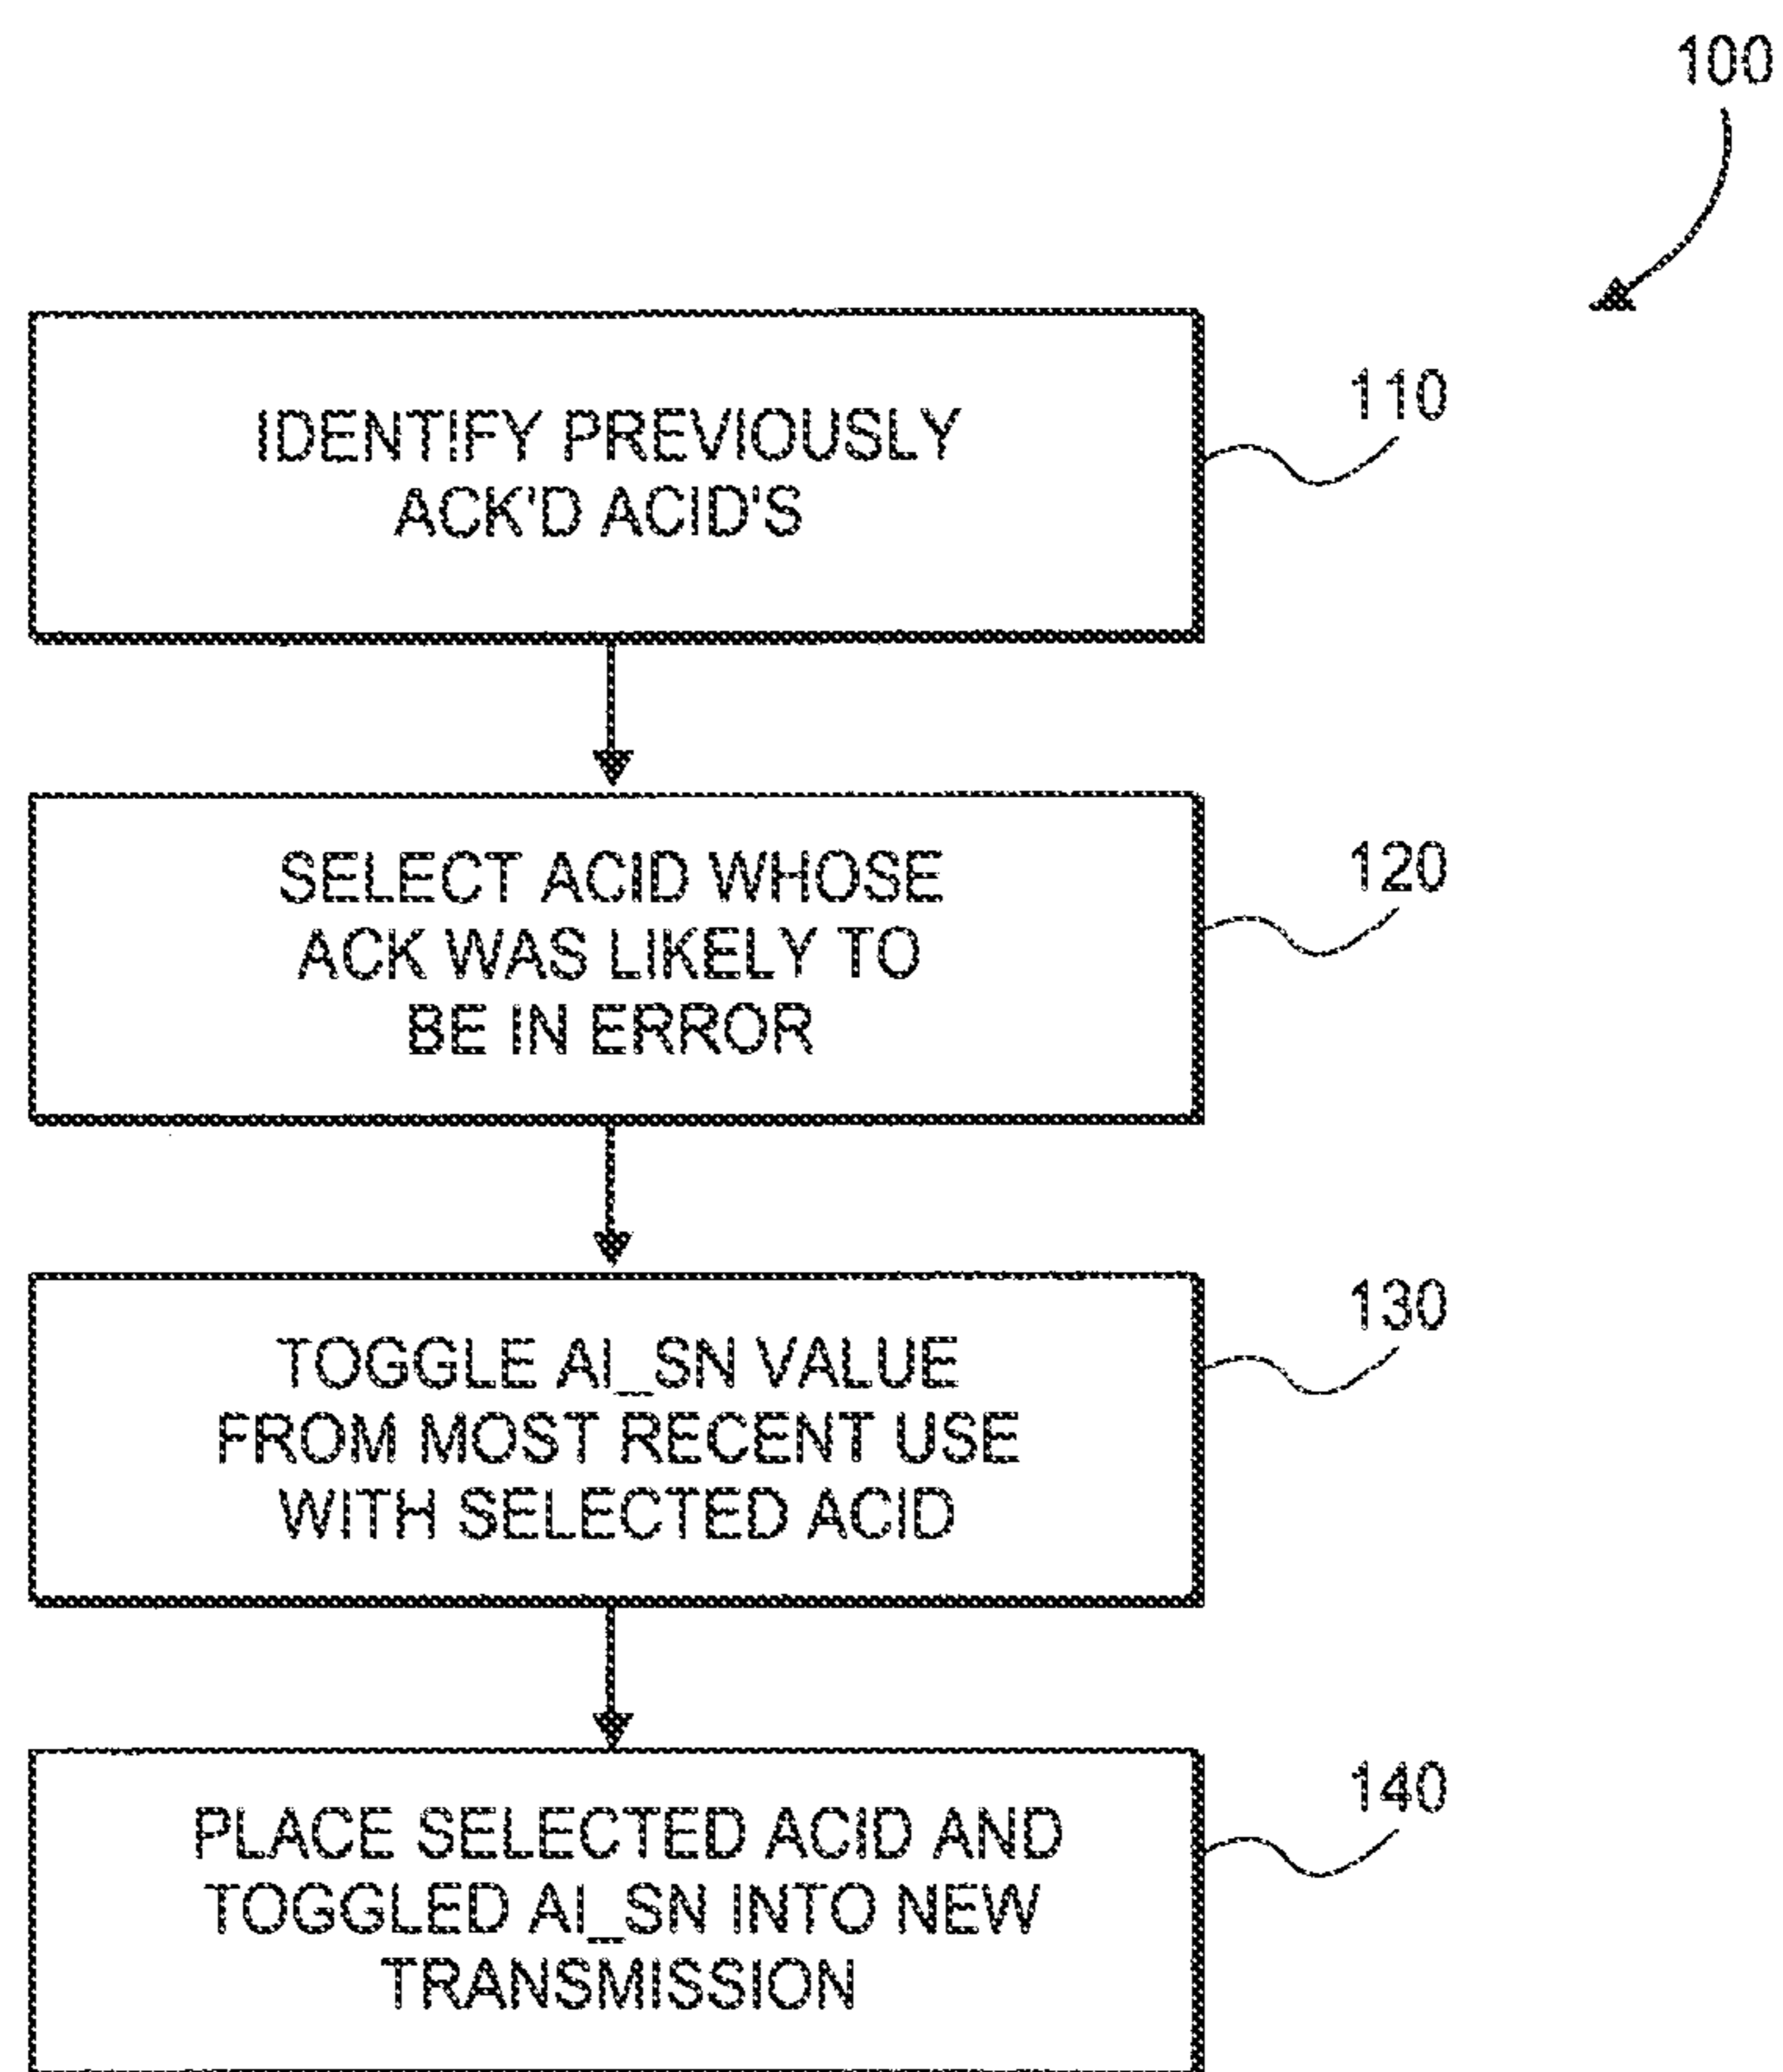 100
IDENTIFY PREVIOUSLY
ACK'D ACID'S
110
SELECT ACID WHOSE
ACK WAS LIKELY TO
BE IN ERROR
120
TOGGLE AI_SN VALUE
FROM MOST RECENT USE
WITH SELECTED ACID
130
PLACE SELECTED ACID AND
TOGGLED AI_SN INTO NEW
TRANSMISSION
140